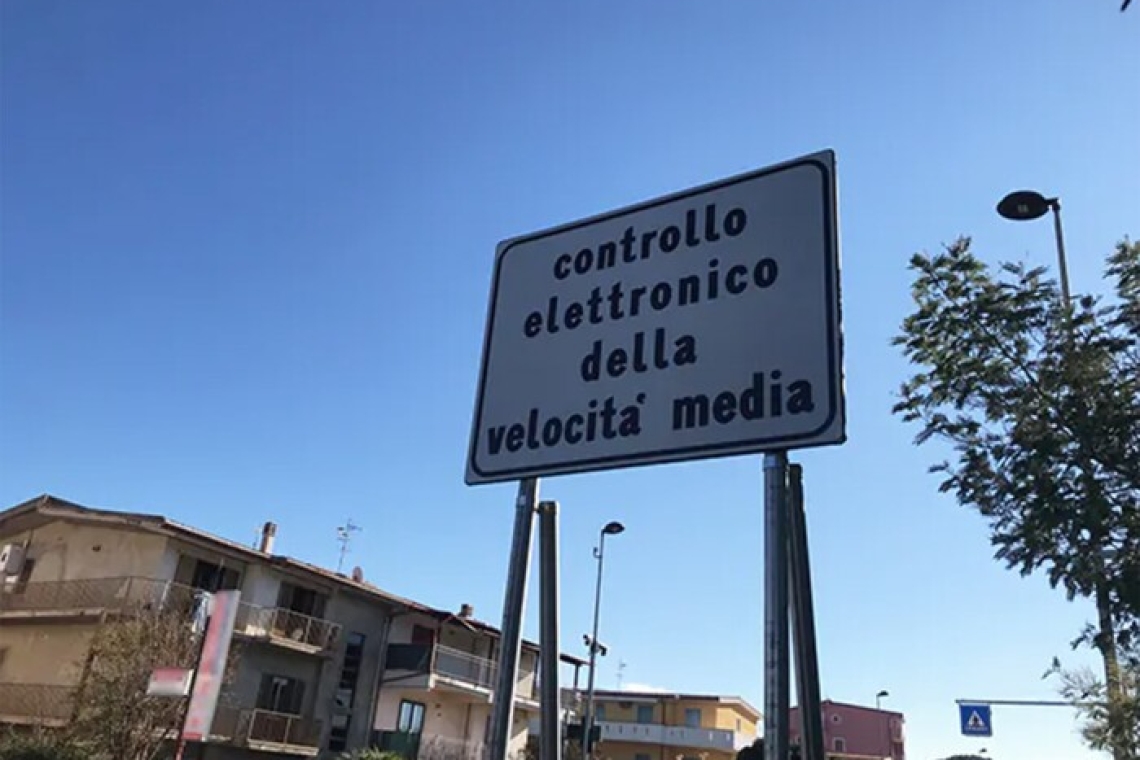 controllo
elettronico
della
velocita' media